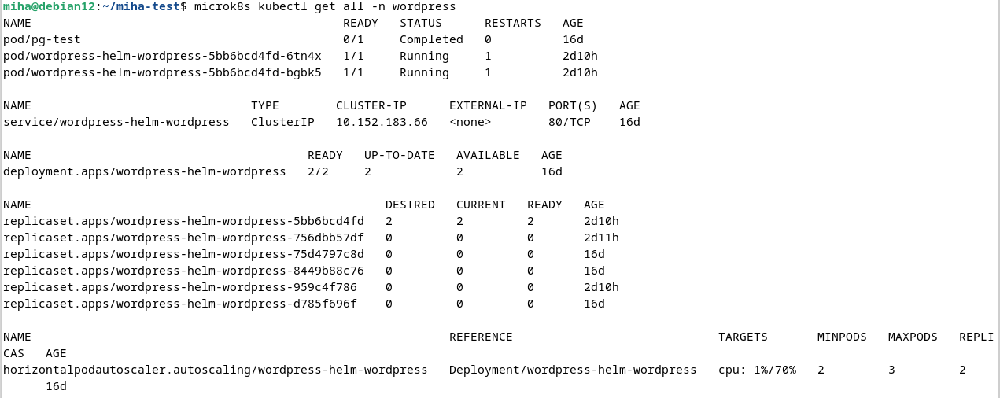 miha@debian12:~/miha-test$ microk8s kubectl get all -n wordpress
NAME                                            READY   STATUS      RESTARTS   AGE
pod/pg-test                                     0/1     Completed   0          16d
pod/wordpress-helm-wordpress-5bb6bcd4fd-6tn4x   1/1     Running     1          2d10h
pod/wordpress-helm-wordpress-5bb6bcd4fd-bgbk5   1/1     Running     1          2d10h

NAME                               TYPE        CLUSTER-IP      EXTERNAL-IP   PORT(S)   AGE
service/wordpress-helm-wordpress   ClusterIP   10.152.183.66   <none>        80/TCP    16d

NAME                                       READY   UP-TO-DATE   AVAILABLE   AGE
deployment.apps/wordpress-helm-wordpress   2/2     2            2           16d

NAME                                                  DESIRED   CURRENT   READY   AGE
replicaset.apps/wordpress-helm-wordpress-5bb6bcd4fd   2         2         2       2d10h
replicaset.apps/wordpress-helm-wordpress-756dbb57df   0         0         0       2d11h
replicaset.apps/wordpress-helm-wordpress-75d4797c8d   0         0         0       16d
replicaset.apps/wordpress-helm-wordpress-8449b88c76   0         0         0       16d
replicaset.apps/wordpress-helm-wordpress-959c4f786    0         0         0       2d10h
replicaset.apps/wordpress-helm-wordpress-d785f696f    0         0         0       16d

NAME                                                           REFERENCE                             TARGETS       MINPODS   MAXPODS   REPLI
CAS   AGE
horizontalpodautoscaler.autoscaling/wordpress-helm-wordpress   Deployment/wordpress-helm-wordpress   cpu: 1%/70%   2         3         2
      16d